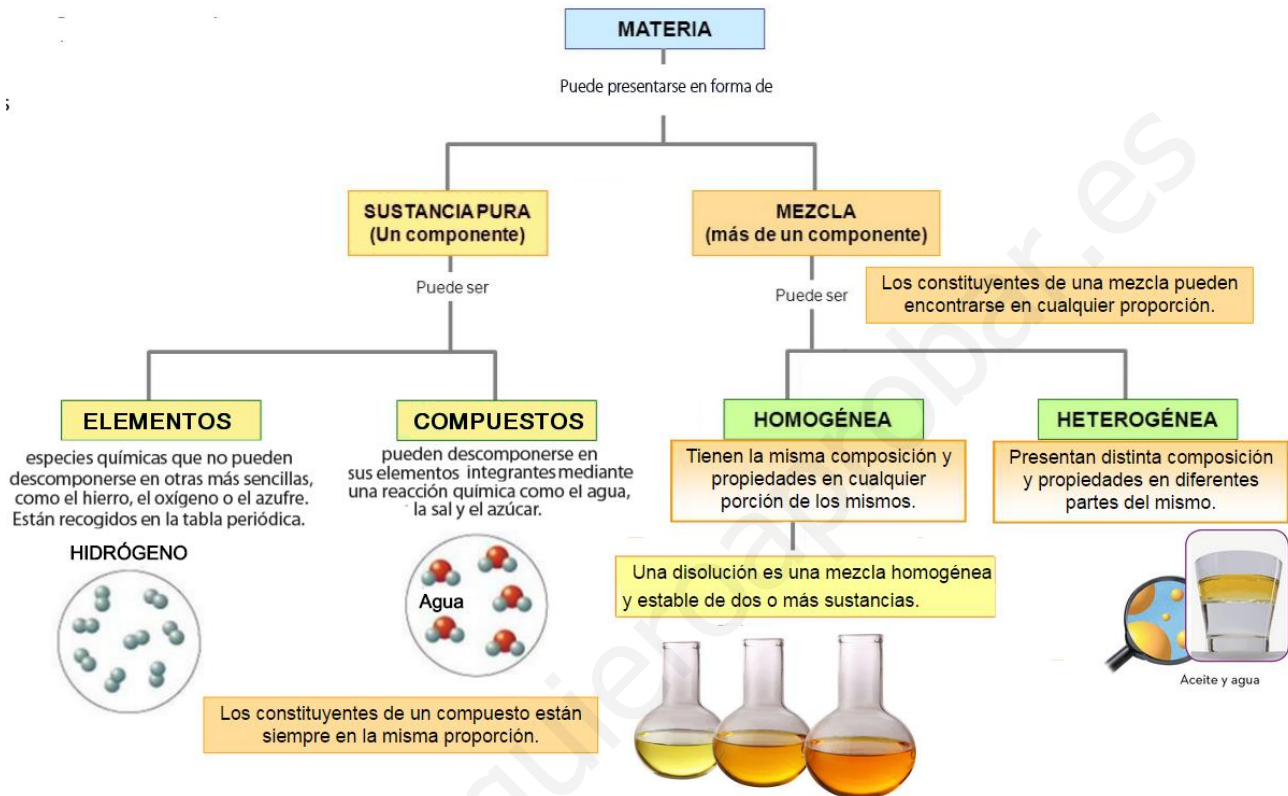 MATERIA
Puede presentarse en forma de
s
SUSTANCIA PURA
(Un componente)
MEZCLA
(más de un componente)
Puede ser
Puede ser
Los constituyentes de una mezcla pueden
encontrarse en cualquier proporción.
ELEMENTOS
especies químicas que no pueden
descomponerse en otras más sencillas,
como el hierro, el oxígeno o el azufre.
Están recogidos en la tabla periódica.
HIDRÓGENO
COMPUESTOS
pueden descomponerse en
sus elementos integrantes mediante
una reacción química como el agua,
la sal y el azúcar.
Agua
Los constituyentes de un compuesto están
siempre en la misma proporción.
HOMOGÉNEA
Tienen la misma composición y
propiedades en cualquier
porción de los mismos.
Una disolución es una mezcla homogénea
y estable de dos o más sustancias.
HETEROGÉNEA
Presentan distinta composición
y propiedades en diferentes
partes del mismo.
Aceite y agua
quieroaprobar.es